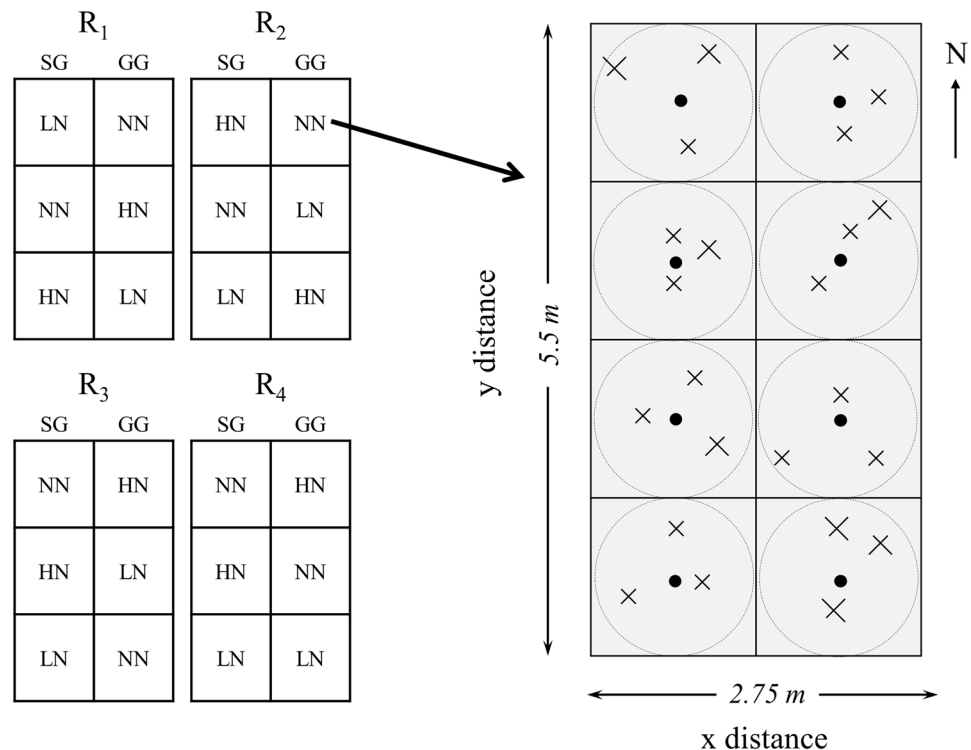 R1 R2
SG GG SG GG
LN NN HN NN
NN HN NN LN
HN LN LN HN
R3 R4
SG GG SG GG
NN HN NN HN
HN LN HN NN
LN NN LN LN
y distance
5.5 m
N
2.75 m
x distance